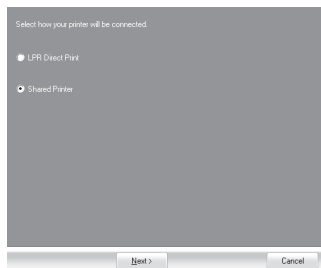 Select how your printer will be connected.
LPR Direct Print
Shared Printer
Next >
Cancel